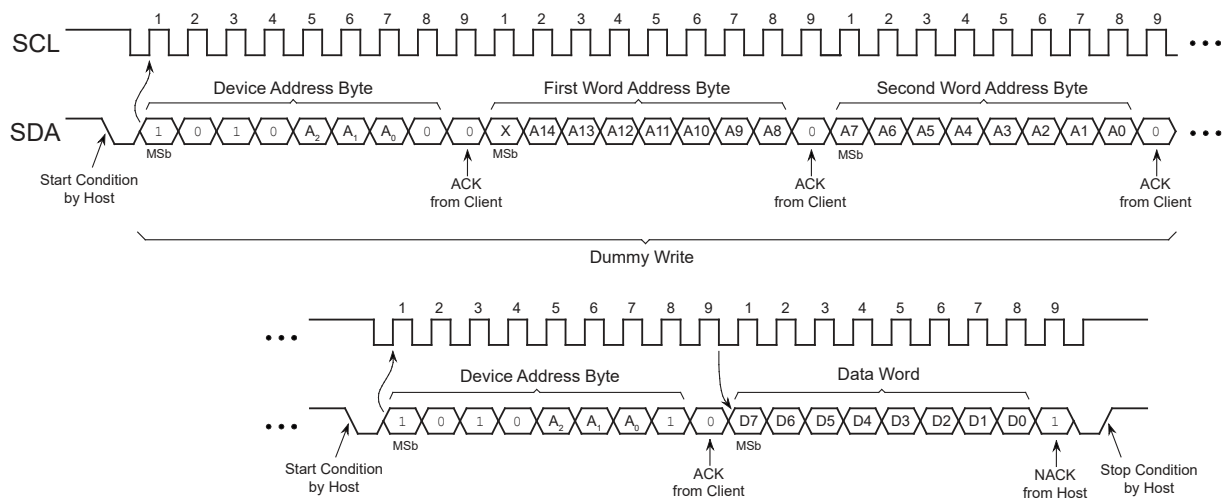 1 2 3 4 5 6 7 8 9 1 2 3 4 5 6 7 8 9 1 2 3 4 5 6 7 8 9
SCL
Device Address Byte First Word Address Byte Second Word Address Byte
SDA 1 0 1 0 A2 A1 A0 0 0 X A14 A13 A12 A11 A10 A9 A8 0 A7 A6 A5 A4 A3 A2 A1 A0 0
MSb MSb MSb
Start Condition
by Host
ACK
from Client
ACK
from Client
ACK
from Client
Dummy Write
1 2 3 4 5 6 7 8 9 1 2 3 4 5 6 7 8 9
Device Address Byte Data Word
1 0 1 0 A2 A1 A0 1 0 D7 D6 D5 D4 D3 D2 D1 D0 1
MSb MSb
Start Condition
by Host
ACK
from Client
NACK
from Host
Stop Condition
by Host